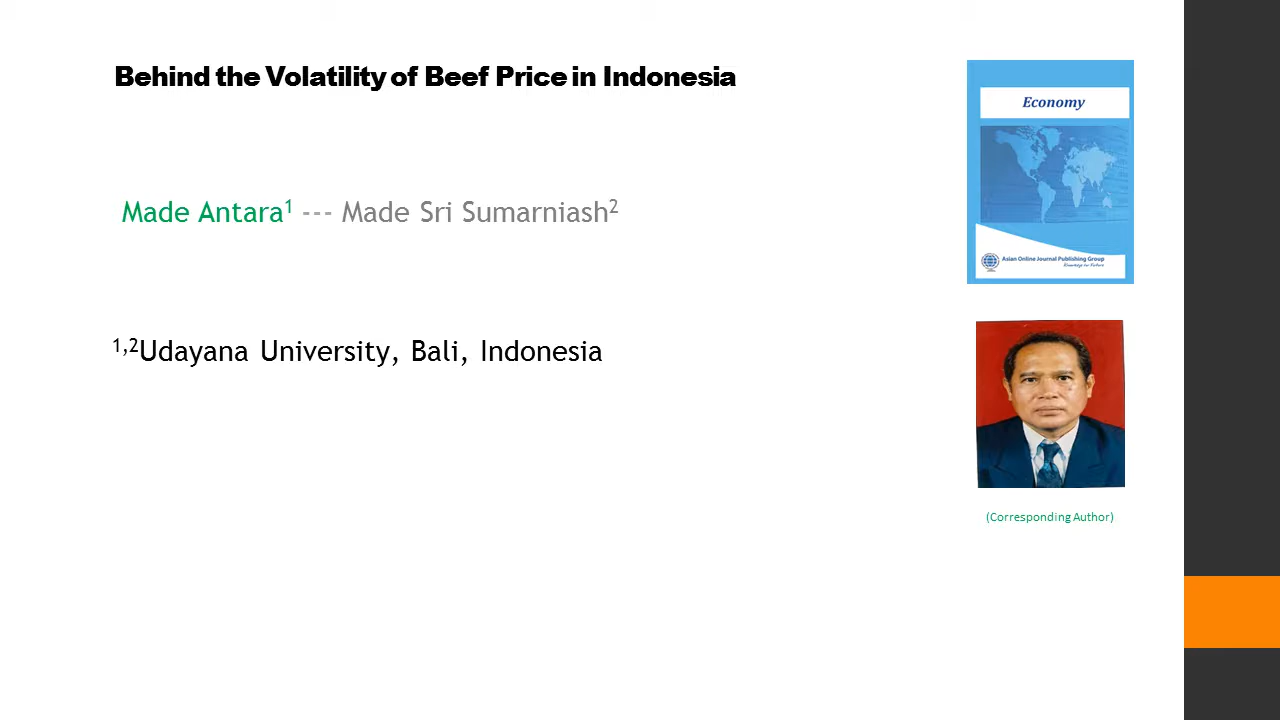 Behind the Volatility of Beef Price in Indonesia
Made Antara1 --- Made Sri Sumarniash2
1,2Udayana University, Bali, Indonesia
Economy
Asian Online Journal Publishing Group
(Corresponding Author)